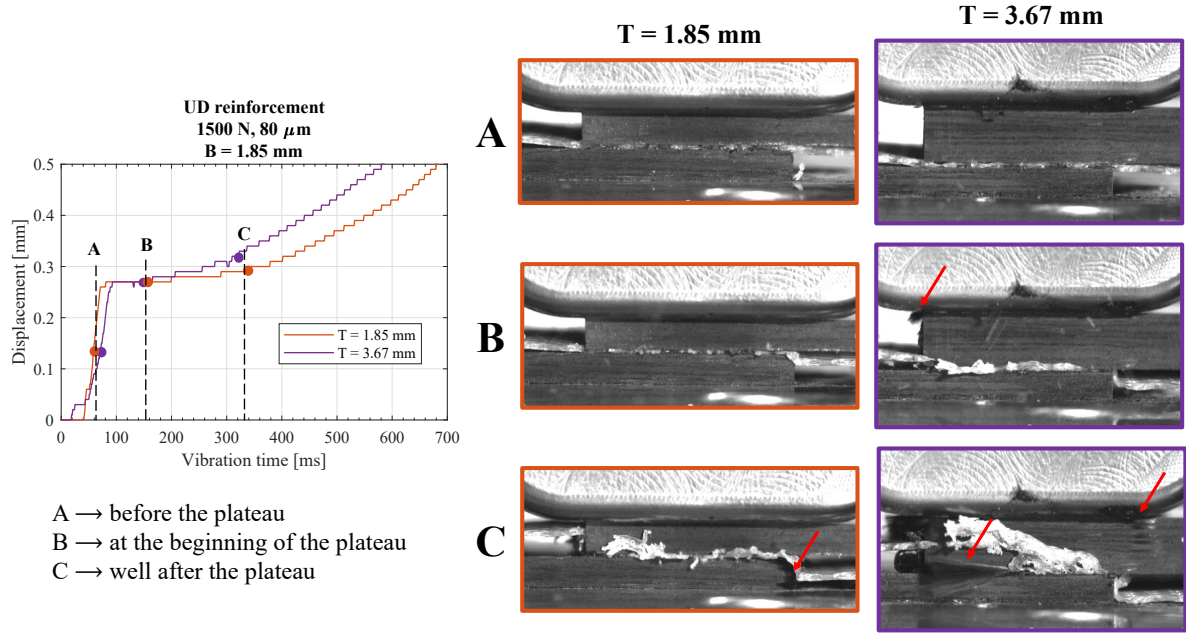 T = 1.85 mm
T = 3.67 mm
UD reinforcement
1500 N, 80 μm
B = 1.85 mm
Displacement [mm]
0.5
0.4
0.3
0.2
0.1
0
A
B
C
T = 1.85 mm
T = 3.67 mm
0 100 200 300 400 500 600 700
Vibration time [ms]
A → before the plateau
B → at the beginning of the plateau
C → well after the plateau
A
B
C